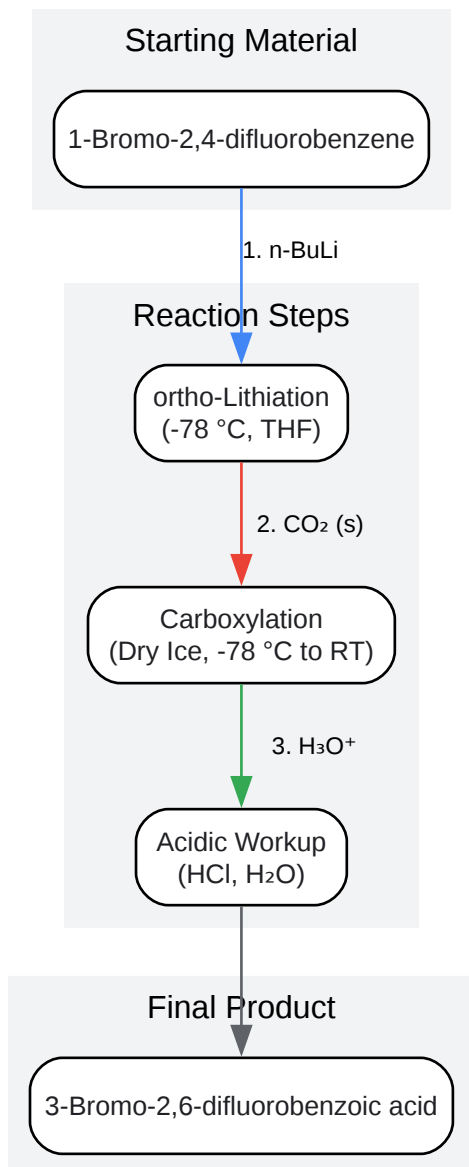 Starting Material
1-Bromo-2,4-difluorobenzene
1. n-BuLi
Reaction Steps
ortho-Lithiation
(-78 °C, THF)
2. CO₂ (s)
Carboxylation
(Dry Ice, -78 °C to RT)
3. H₃O⁺
Acidic Workup
(HCl, H₂O)
Final Product
3-Bromo-2,6-difluorobenzoic acid